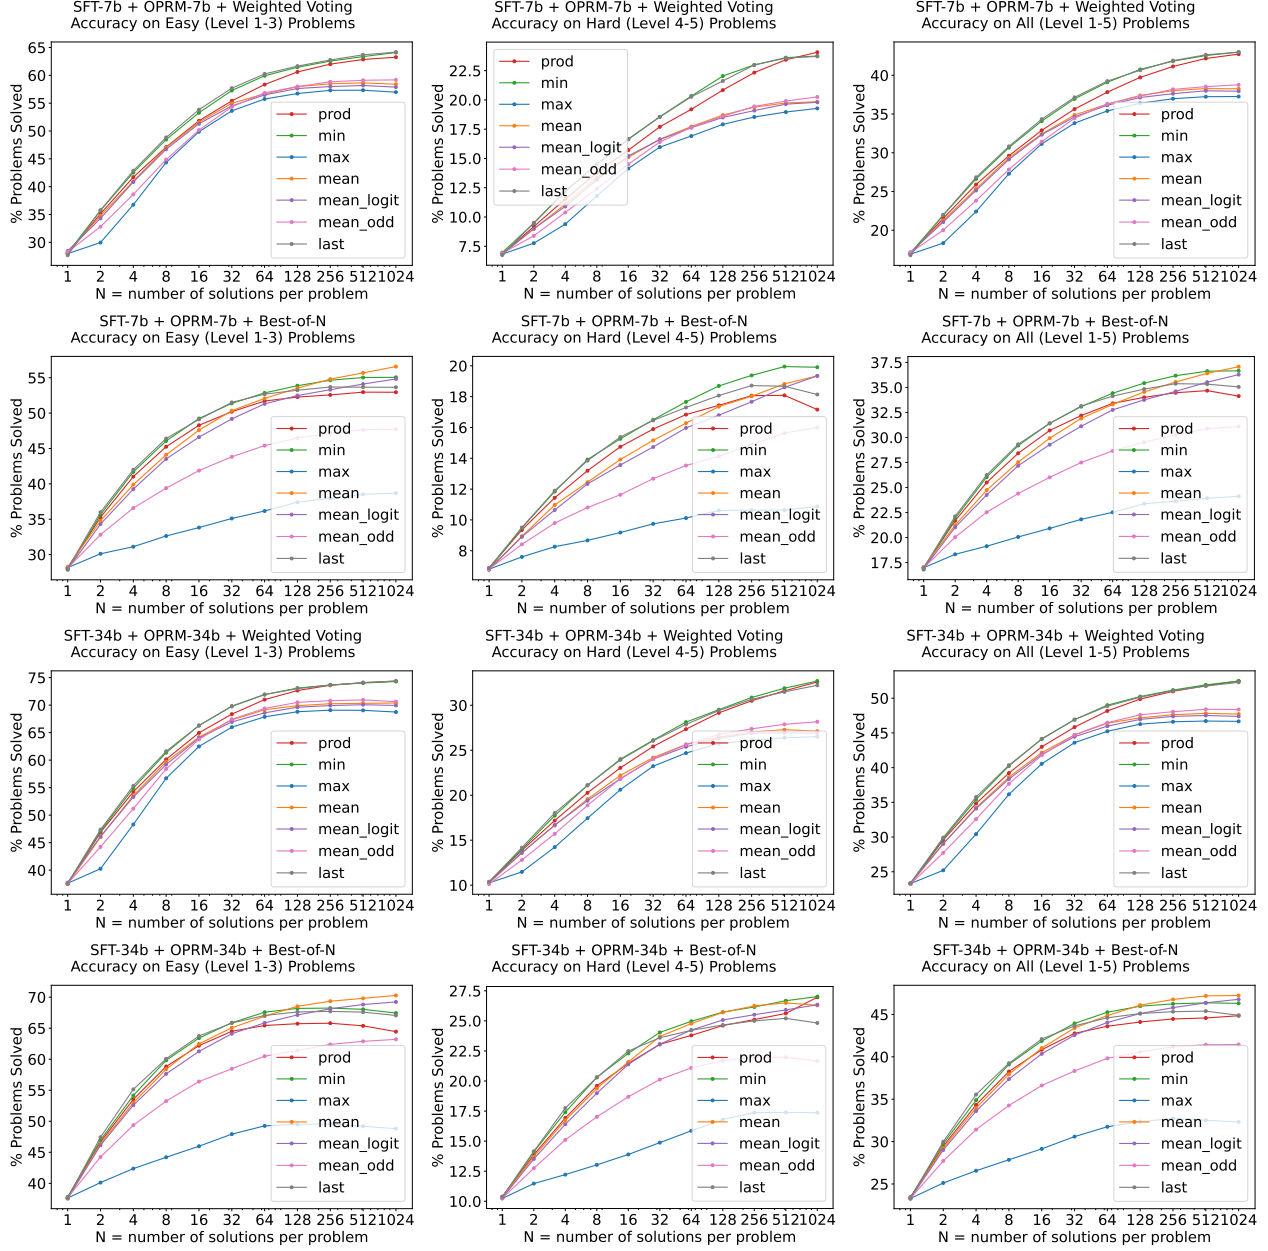 SFT-7b + OPRM-7b + Weighted Voting
Accuracy on Easy (Level 1-3) Problems
% Problems Solved
65
60
55
50
45
40
35
30
prod
min
max
mean
mean_logit
mean_odd
last
1 2 4 8 16 32 64 128 256 512 1024
N = number of solutions per problem
SFT-7b + OPRM-7b + Weighted Voting
Accuracy on Hard (Level 4-5) Problems
% Problems Solved
22.5
20.0
17.5
15.0
12.5
10.0
7.5
prod
min
max
mean
mean_logit
mean_odd
last
1 2 4 8 16 32 64 128 256 512 1024
N = number of solutions per problem
SFT-7b + OPRM-7b + Weighted Voting
Accuracy on All (Level 1-5) Problems
% Problems Solved
40
35
30
25
20
prod
min
max
mean
mean_logit
mean_odd
last
1 2 4 8 16 32 64 128 256 512 1024
N = number of solutions per problem
SFT-7b + OPRM-7b + Best-of-N
Accuracy on Easy (Level 1-3) Problems
% Problems Solved
55
50
45
40
35
30
prod
min
max
mean
mean_logit
mean_odd
last
1 2 4 8 16 32 64 128 256 512 1024
N = number of solutions per problem
SFT-7b + OPRM-7b + Best-of-N
Accuracy on Hard (Level 4-5) Problems
% Problems Solved
20
18
16
14
12
10
8
prod
min
max
mean
mean_logit
mean_odd
last
1 2 4 8 16 32 64 128 256 512 1024
N = number of solutions per problem
SFT-7b + OPRM-7b + Best-of-N
Accuracy on All (Level 1-5) Problems
% Problems Solved
37.5
35.0
32.5
30.0
27.5
25.0
22.5
20.0
17.5
prod
min
max
mean
mean_logit
mean_odd
last
1 2 4 8 16 32 64 128 256 512 1024
N = number of solutions per problem
SFT-34b + OPRM-34b + Weighted Voting
Accuracy on Easy (Level 1-3) Problems
% Problems Solved
75
70
65
60
55
50
45
40
prod
min
max
mean
mean_logit
mean_odd
last
1 2 4 8 16 32 64 128 256 512 1024
N = number of solutions per problem
SFT-34b + OPRM-34b + Weighted Voting
Accuracy on Hard (Level 4-5) Problems
% Problems Solved
30
25
20
15
10
prod
min
max
mean
mean_logit
mean_odd
last
1 2 4 8 16 32 64 128 256 512 1024
N = number of solutions per problem
SFT-34b + OPRM-34b + Weighted Voting
Accuracy on All (Level 1-5) Problems
% Problems Solved
50
45
40
35
30
25
prod
min
max
mean
mean_logit
mean_odd
last
1 2 4 8 16 32 64 128 256 512 1024
N = number of solutions per problem
SFT-34b + OPRM-34b + Best-of-N
Accuracy on Easy (Level 1-3) Problems
% Problems Solved
70
65
60
55
50
45
40
prod
min
max
mean
mean_logit
mean_odd
last
1 2 4 8 16 32 64 128 256 512 1024
N = number of solutions per problem
SFT-34b + OPRM-34b + Best-of-N
Accuracy on Hard (Level 4-5) Problems
% Problems Solved
27.5
25.0
22.5
20.0
17.5
15.0
12.5
10.0
prod
min
max
mean
mean_logit
mean_odd
last
1 2 4 8 16 32 64 128 256 512 1024
N = number of solutions per problem
SFT-34b + OPRM-34b + Best-of-N
Accuracy on All (Level 1-5) Problems
% Problems Solved
45
40
35
30
25
prod
min
max
mean
mean_logit
mean_odd
last
1 2 4 8 16 32 64 128 256 512 1024
N = number of solutions per problem